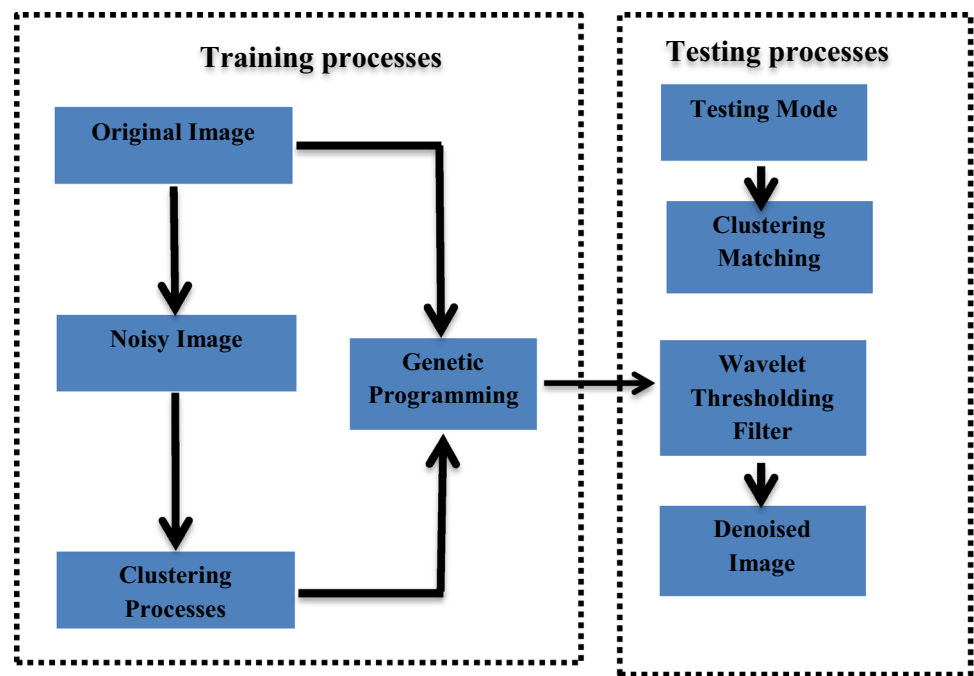 Training processes
Original Image
Noisy Image
Clustering
Processes
Genetic
Programming
Testing processes
Testing Mode
Clustering
Matching
Wavelet
Thresholding
Filter
Denoised
Image